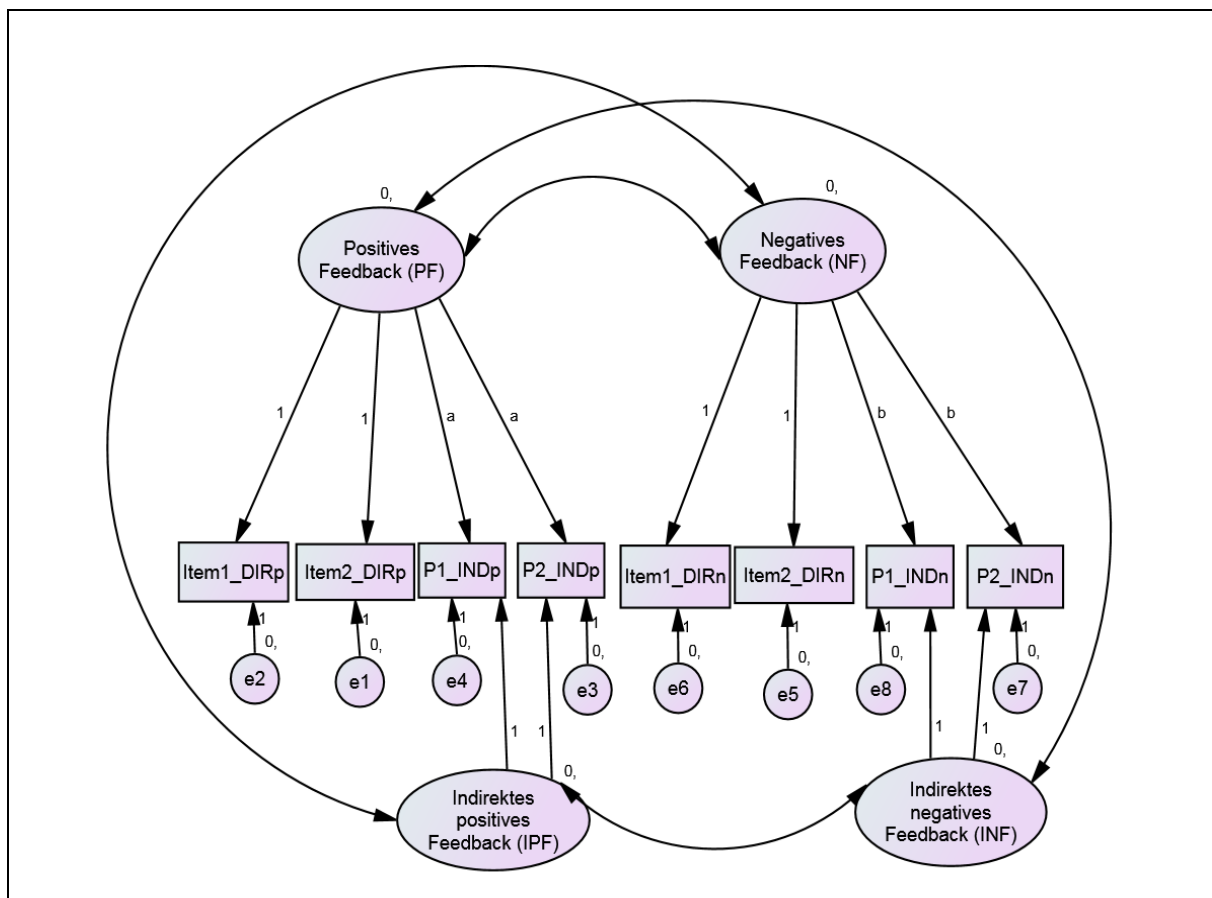 0,
0,
Positives
Feedback (PF)
Negatives
Feedback (NF)
1
1
a
a
1
1
b
b
Item1_DIRp
Item2_DIRp
P1_INDp
P2_INDp
Item1_DIRn
Item2_DIRn
P1_INDn
P2_INDn
1
1
1
1
1
1
1
1
0,
0,
0,
0,
0,
0,
0,
0,
e2
e1
e4
e3
e6
e5
e8
e7
1
1
1
1
0,
0,
Indirektes
positives
Feedback (IPF)
Indirektes
negatives
Feedback (INF)